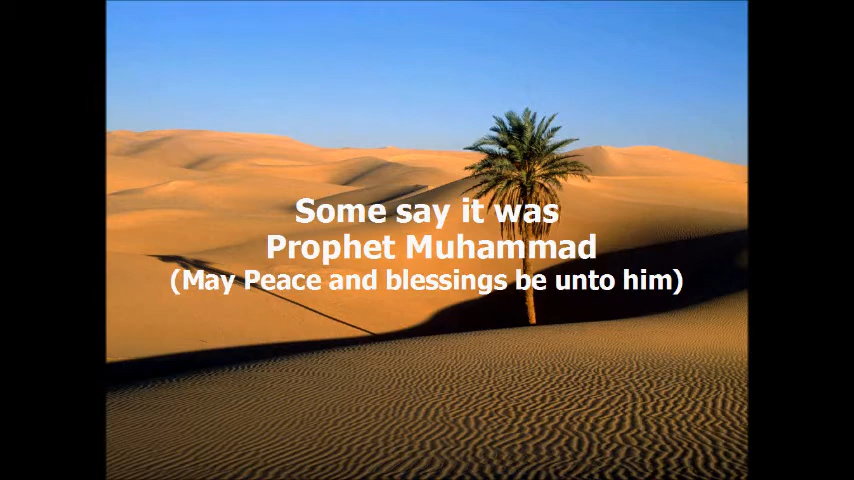 Some say it was
Prophet Muhammad
(May Peace and blessings be unto him)